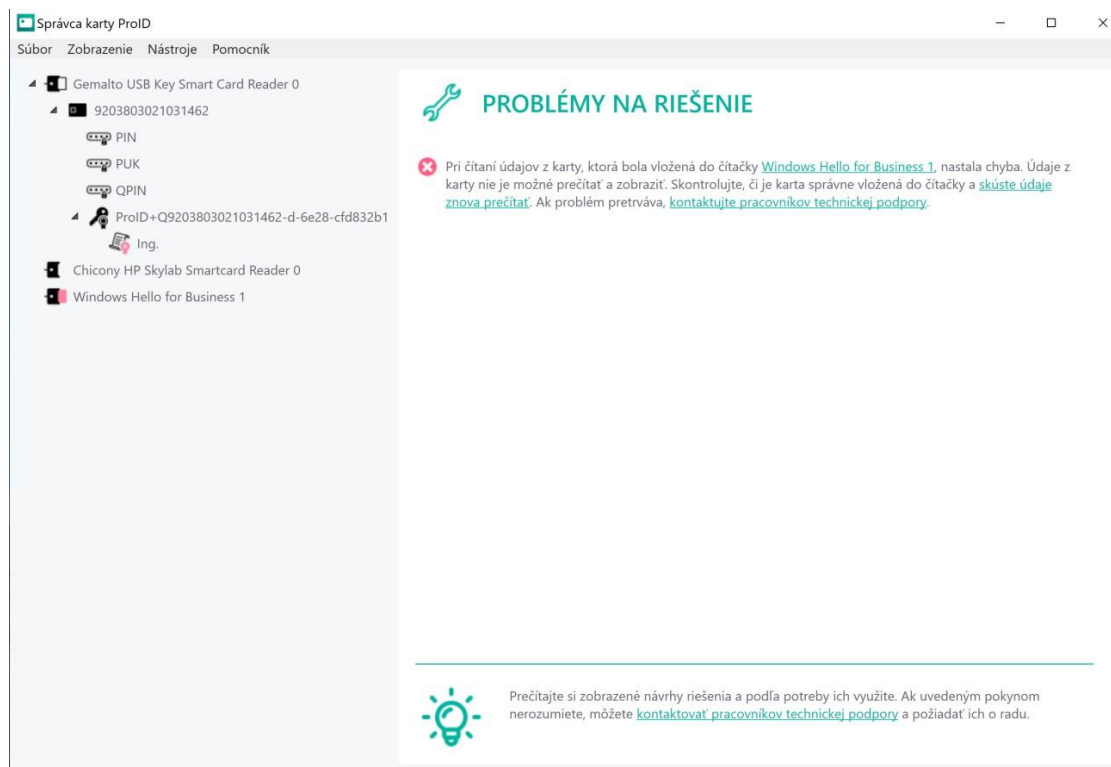 Správca karty ProID
Súbor Zobrazenie Nástroje Pomocník
Gemalto USB Key Smart Card Reader 0
9203803021031462
PIN
PUK
QPIN
ProID+Q9203803021031462-d-6e28-cfd832b1
Ing.
Chicony HP Skylab Smartcard Reader 0
Windows Hello for Business 1
PROBLÉMY NA RIEŠENIE
Pri čítaní údajov z karty, ktorá bola vložená do čítačky Windows Hello for Business 1, nastala chyba. Údaje z
karty nie je možné prečítať a zobraziť. Skontrolujte, či je karta správne vložená do čítačky a skúste údaje
znova prečítať. Ak problém pretrváva, kontaktujte pracovníkov technickej podpory.
Prečítajte si zobrazené návrhy riešenia a podľa potreby ich využite. Ak uvedeným pokynom
nerozumiete, môžete kontaktovať pracovníkov technickej podpory a požiadať ich o radu.